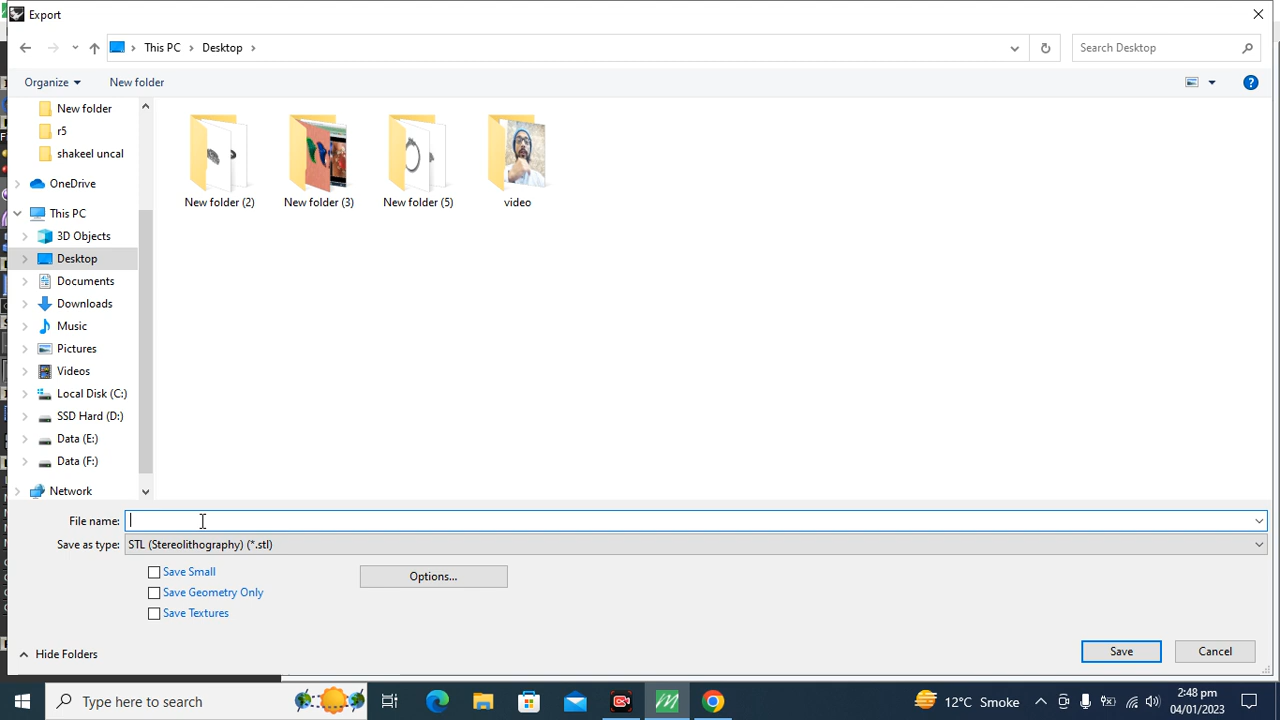 Export
This PC Desktop
Search Desktop
Organize
New folder
New folder
r5
shakeel uncal
OneDrive
This PC
3D Objects
Desktop
Documents
Downloads
Music
Pictures
Videos
Local Disk (C:)
SSD Hard (D:)
Data (E:)
Data (F:)
Network
New folder (2)
New folder (3)
New folder (5)
video
File name:
Save as type: STL (Stereolithography) (*.stl)
Save Small
Save Geometry Only
Save Textures
Options...
Hide Folders
Save
Cancel
Type here to search
12°C Smoke
2:48 pm
04/01/2023